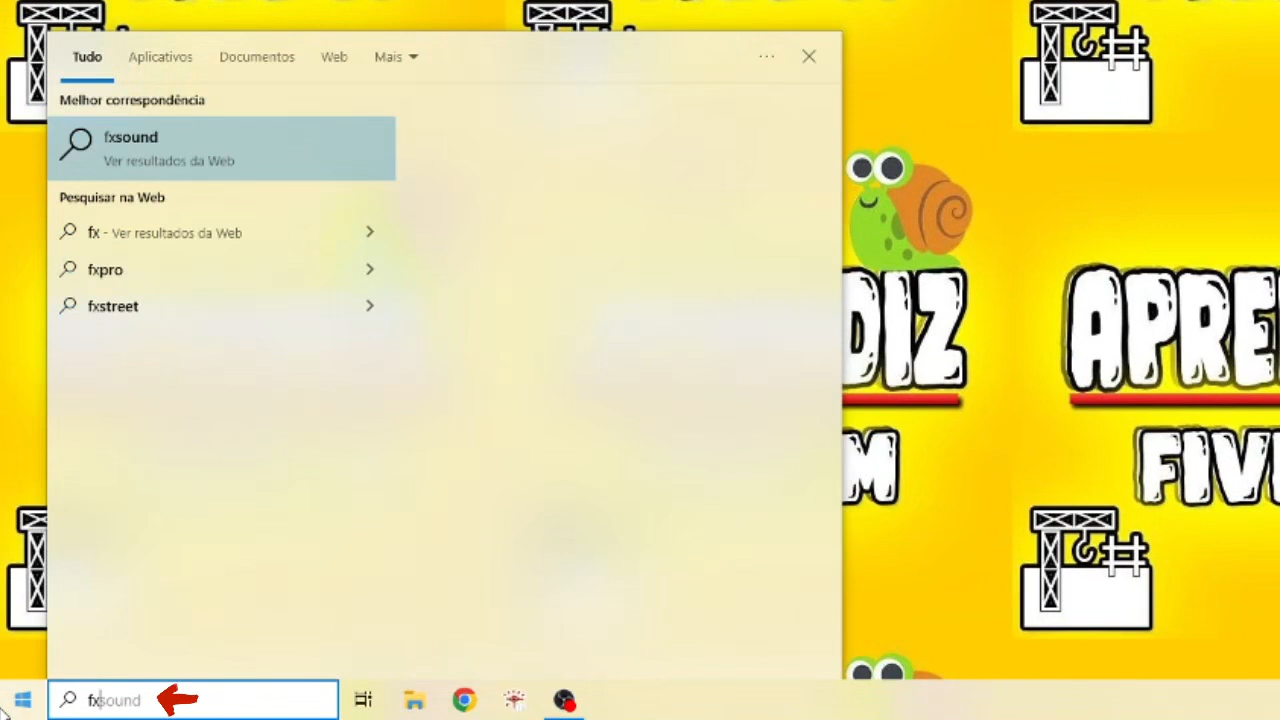 Tudo Aplicativos Documentos Web Mais
Melhor correspondência
fxsound
Ver resultados da Web
Pesquisar na Web
fx - Ver resultados da Web
fxpro
fxstreet
DIZ
APRE
M
FIV
fxsound